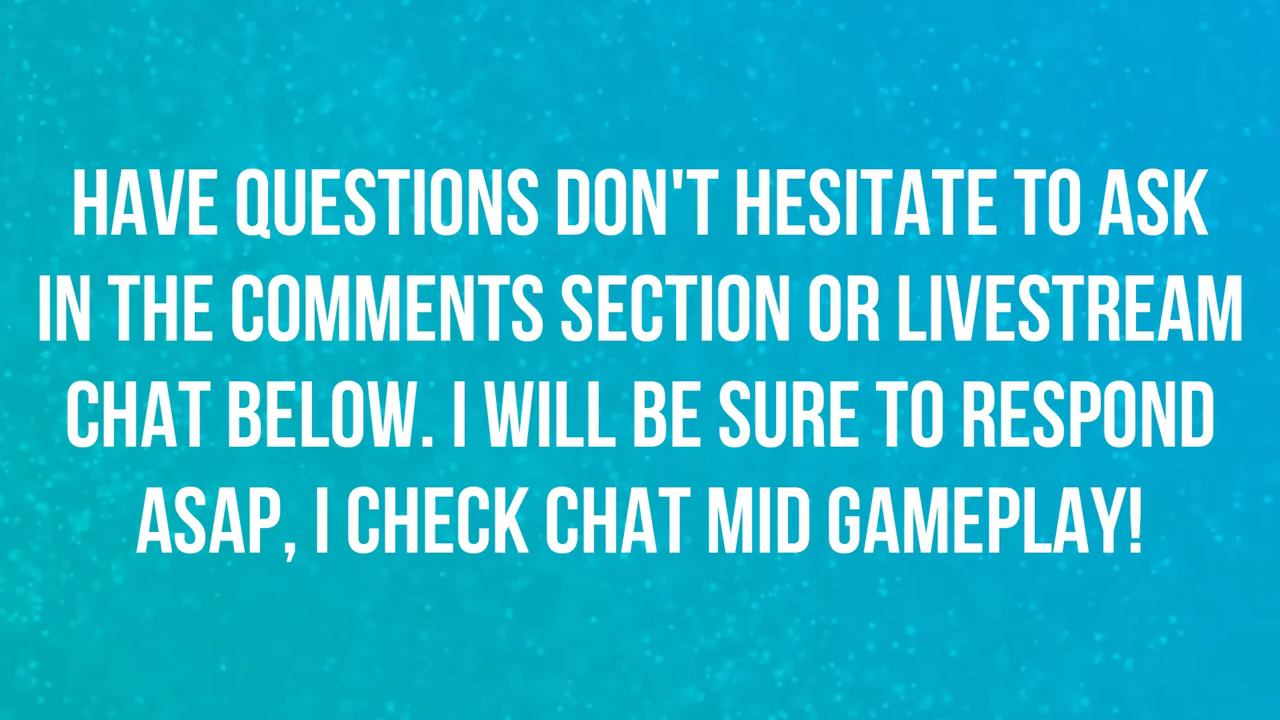 HAVE QUESTIONS DON'T HESITATE TO ASK
IN THE COMMENTS SECTION OR LIVESTREAM
CHAT BELOW. I WILL BE SURE TO RESPOND
ASAP, I CHECK CHAT MID GAMEPLAY!